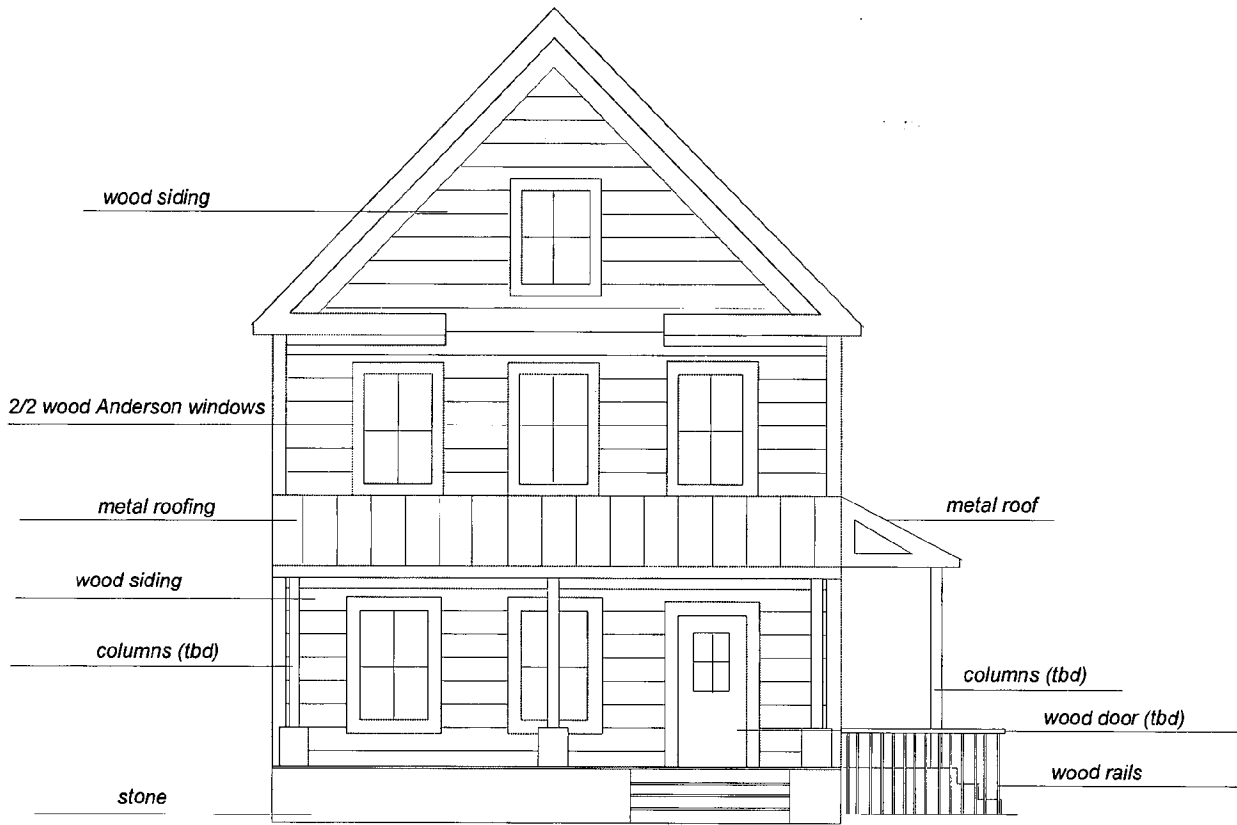 wood siding
2/2 wood Anderson windows
metal roofing
metal roof
wood siding
columns (tbd)
columns (tbd)
wood door (tbd)
wood rails
stone